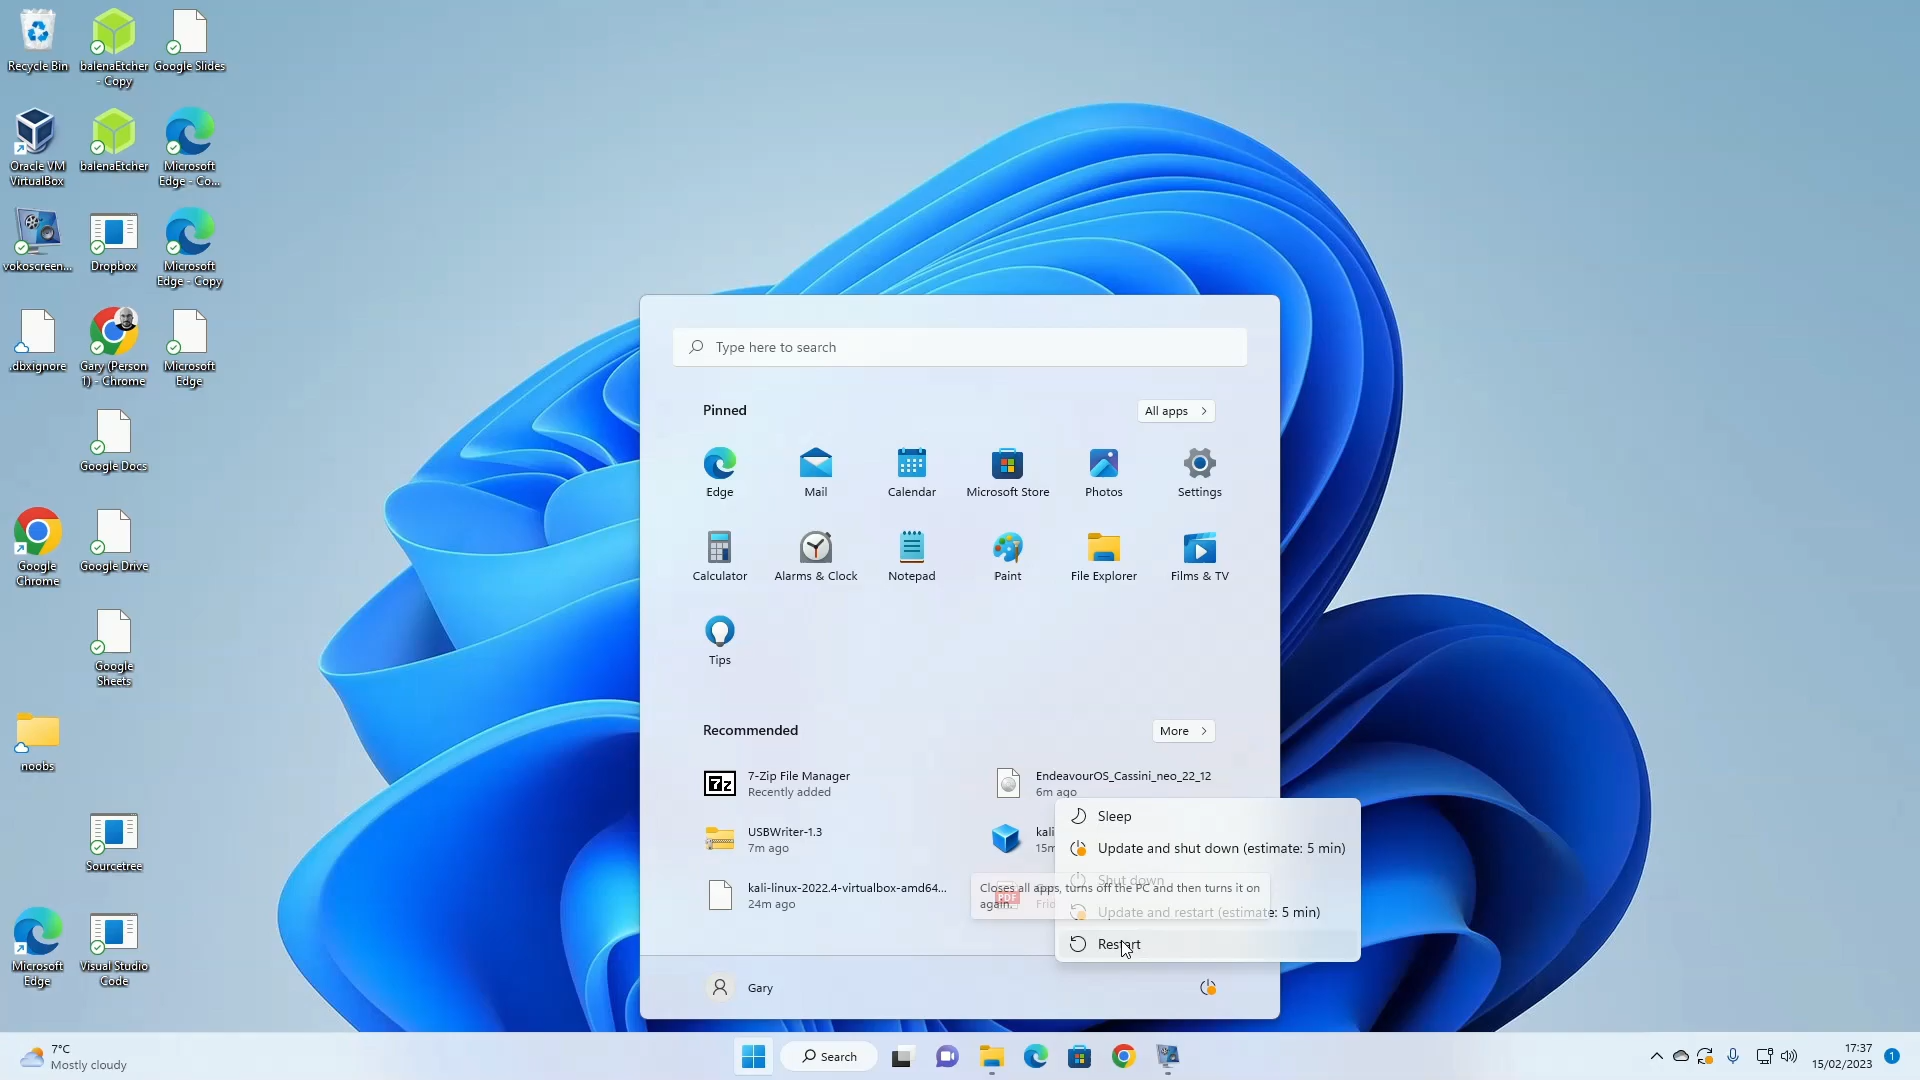 Recycle Bin
balenaEtcher
- Copy
Google Slides
Oracle VM
VirtualBox
balenaEtcher
Microsoft
Edge - Co...
vokoscreen...
Dropbox
Microsoft
Edge - Copy
.dbxignore
Gary (Person
1) - Chrome
Microsoft
Edge
Google Docs
Google
Chrome
Google Drive
Google
Sheets
noobs
Sourcetree
Microsoft
Edge
Visual Studio
Code
Type here to search
Pinned
All apps
Edge
Mail
Calendar
Microsoft Store
Photos
Settings
Calculator
Alarms & Clock
Notepad
Paint
File Explorer
Films & TV
Tips
Recommended
More
7-Zip File Manager
Recently added
EndeavourOS_Cassini_neo_22_12
6m ago
USBWriter-1.3
7m ago
kali
15m
kali-linux-2022.4-virtualbox-amd64...
24m ago
PDF
Sleep
Update and shut down (estimate: 5 min)
Shut down
Closes all apps, turns off the PC and then turns it on
again.
Update and restart (estimate: 5 min)
Restart
Gary
7°C
Mostly cloudy
Search
17:37
15/02/2023
1